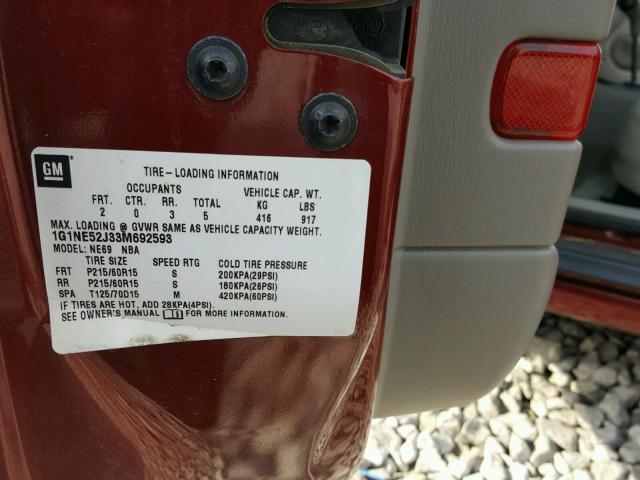 GM
TIRE-LOADING INFORMATION
OCCUPANTS VEHICLE CAP. WT.
FRT. CTR. RR. TOTAL KG LBS
2 0 3 5 416 917
MAX. LOADING @ GVWR SAME AS VEHICLE CAPACITY WEIGHT.
1G1NE52J33M692593
MODEL: NE69 NBA
TIRE SIZE SPEED RTG COLD TIRE PRESSURE
FRT P215/60R15 S 200KPA(29PSI)
RR P215/60R15 S 180KPA(26PSI)
SPA T125/70D15 M 420KPA(60PSI)
IF TIRES ARE HOT, ADD 28KPA(4PSI).
SEE OWNER'S MANUAL FOR MORE INFORMATION.